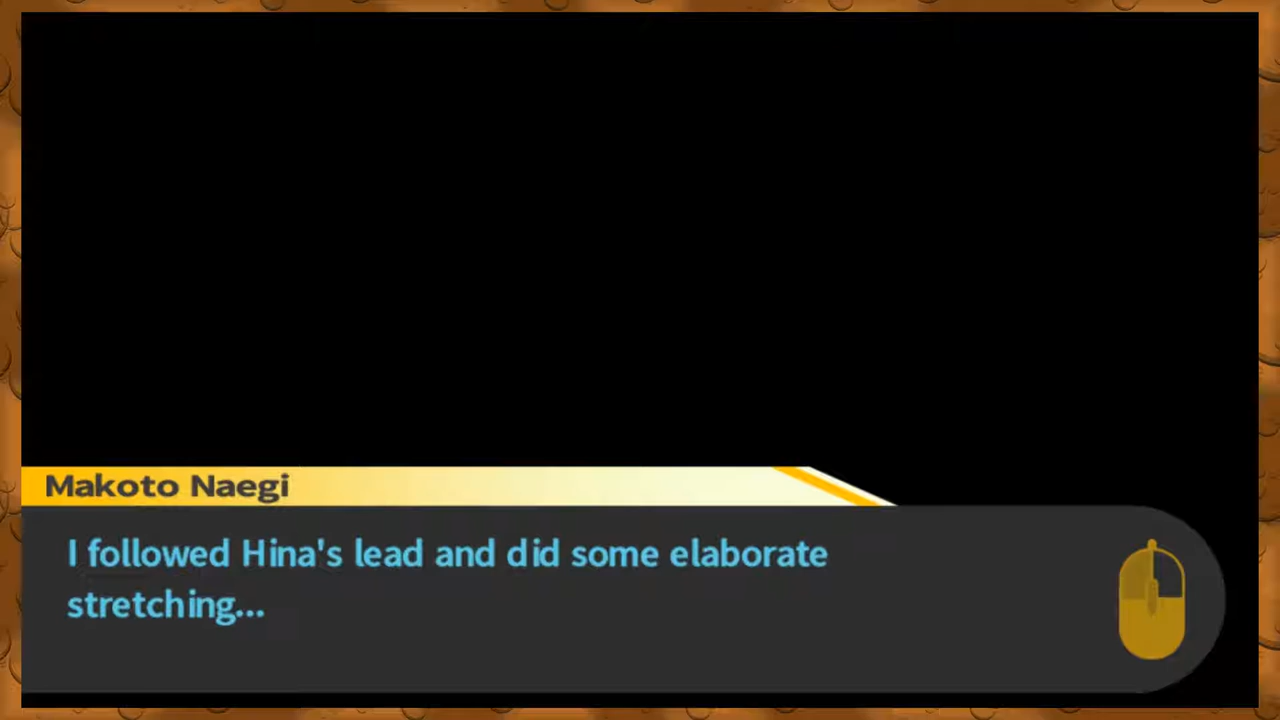 Makoto Naegi
I followed Hina's lead and did some elaborate
stretching...